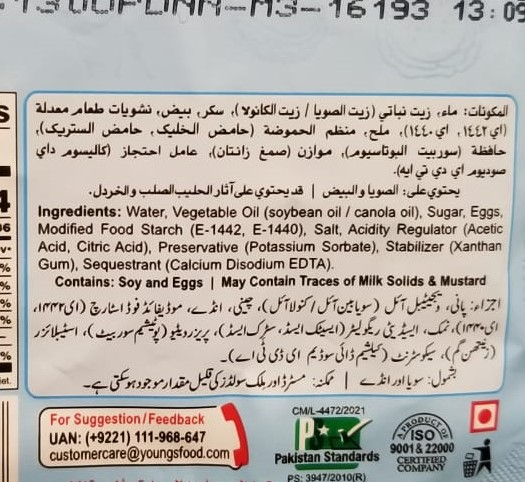 1300PDNA-M3-16193 13:09
المكونات: ماء، زيت نباتي (زيت الصويا / زيت الكانولا)، سكر، بيض، نشويات طعام معدلة
(اي ١٤٤٢، اي ١٤٤٠)، ملح، منظم الحموضة (حامض الخليك، حامض الستريك)،
حافظة (سوربيت البوتاسيوم)، موازن (صمغ زانتان)، عامل احتجاز (كاليسوم داي
صوديوم اي دي تي ايه).
يحتوي على: الصويا والبيض | قد يحتوي على آثار الحليب الصلب والخردل.
Ingredients: Water, Vegetable Oil (soybean oil / canola oil), Sugar, Eggs,
Modified Food Starch (E-1442, E-1440), Salt, Acidity Regulator (Acetic
Acid, Citric Acid), Preservative (Potassium Sorbate), Stabilizer (Xanthan
Gum), Sequestrant (Calcium Disodium EDTA).
Contains: Soy and Eggs | May Contain Traces of Milk Solids & Mustard
اجزاء: پانی، ویجیٹیبل آئل (سویابین آئل/کنولا آئل)، چینی، انڈے، موڈیفائڈ فوڈ اسٹارچ (ای ۱۴۴۲،
ای ۱۴۴۰)، نمک، ایسیڈیٹی ریگولیٹر (ایسیٹک ایسڈ، سٹرک ایسڈ)، پریزرویٹیو (پوٹیشیم سوربیٹ)، اسٹیبلائزر
(زینتھن گم)، سیکوسٹرنٹ (کیلشیم ڈائی سوڈیم ای ڈی ٹی اے)۔
بشمول: سویا اور انڈے | ممکنہ: مسٹرڈ اور ملک سولڈز کی قلیل مقدار موجود ہو سکتی ہے۔
For Suggestion/Feedback
UAN: (+9221) 111-968-647
customercare@youngsfood.com
CM/L-4472/2021
Pakistan Standards
PS: 3947/2010(R)
A PRODUCT OF
ISO
9001 & 22000
CERTIFIED
COMPANY